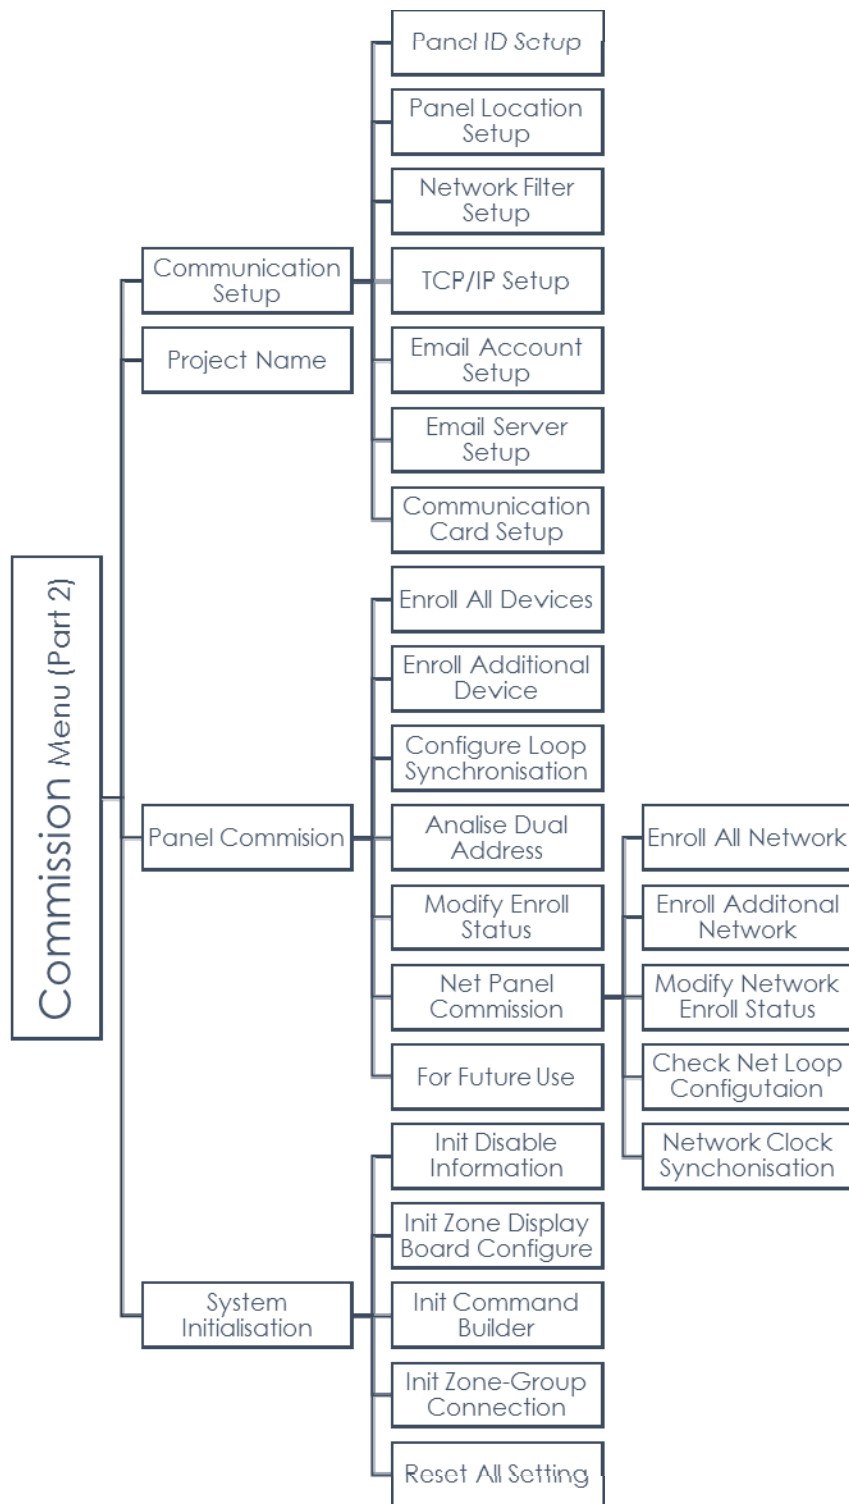 Commission Menu (Part 2)
Communication
Setup
Panel ID Setup
Panel Location
Setup
Network Filter
Setup
TCP/IP Setup
Email Account
Setup
Email Server
Setup
Communication
Card Setup
Project Name
Panel Commision
Enroll All Devices
Enroll Additional
Device
Configure Loop
Synchronisation
Analise Dual
Address
Modify Enroll
Status
Net Panel
Commission
Enroll All Network
Enroll Additonal
Network
Modify Network
Enroll Status
Check Net Loop
Configutaion
Network Clock
Synchonisation
For Future Use
System
Initialisation
Init Disable
Information
Init Zone Display
Board Configure
Init Command
Builder
Init Zone-Group
Connection
Reset All Setting